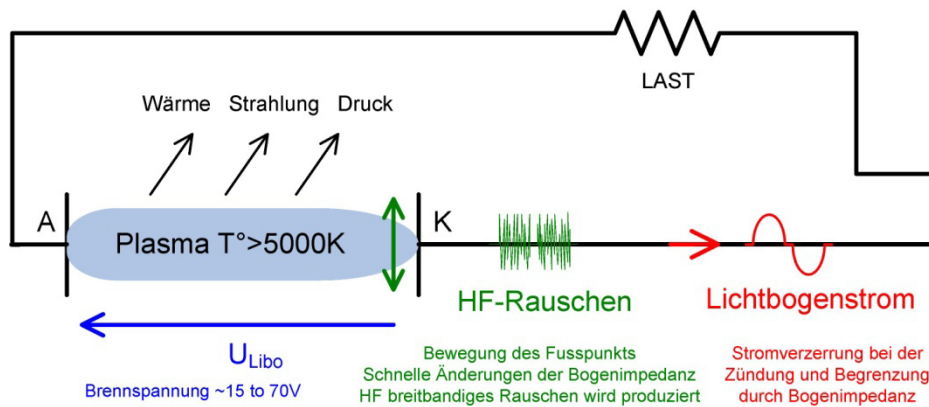 LAST
Wärme Strahlung Druck
A
K
Plasma T°>5000K
HF-Rauschen
Lichtbogenstrom
U_Libo
Brennspannung ~15 to 70V
Bewegung des Fusspunkts
Schnelle Änderungen der Bogenimpedanz
HF breitbandiges Rauschen wird produziert
Stromverzerrung bei der
Zündung und Begrenzung
durch Bogenimpedanz